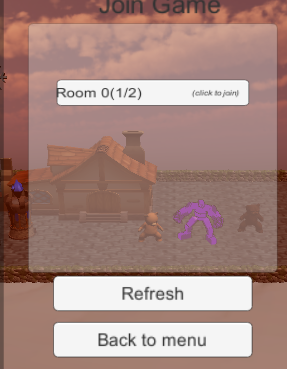 Join Game
Room 0(1/2) (click to join)
Refresh
Back to menu